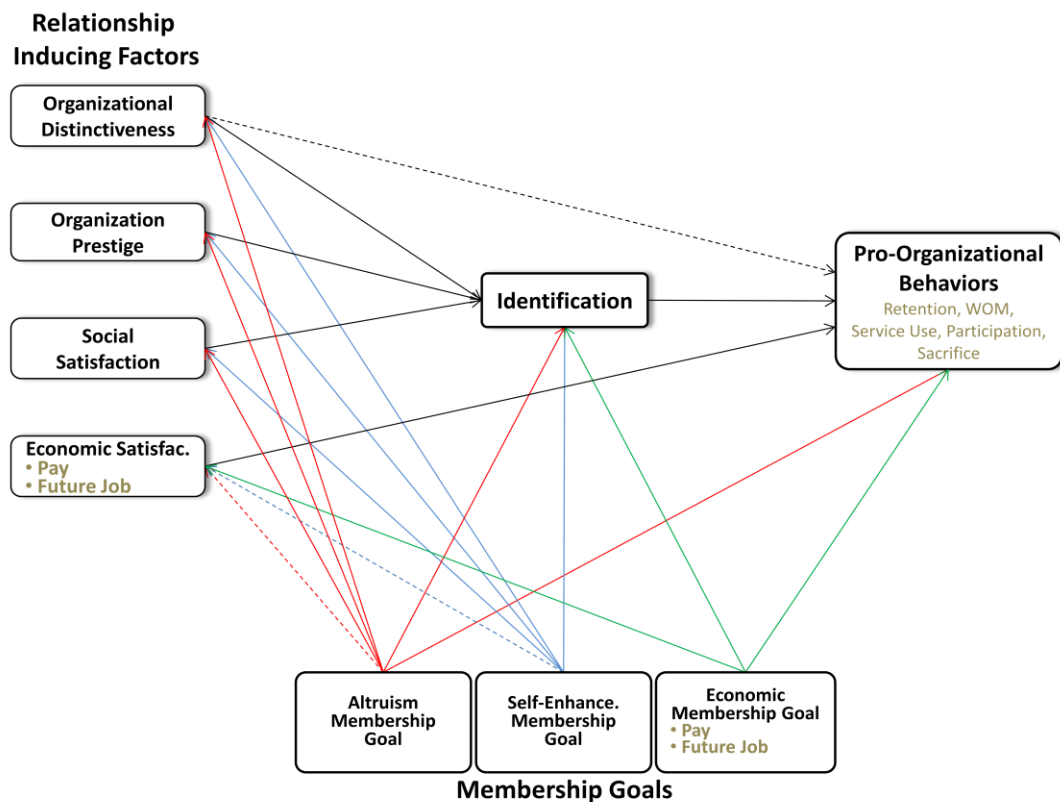 Relationship
Inducing Factors
Organizational
Distinctiveness
Organization
Prestige
Social
Satisfaction
Economic Satisfac.
• Pay
• Future Job
Identification
Pro-Organizational
Behaviors
Retention, WOM,
Service Use, Participation,
Sacrifice
Altruism
Membership
Goal
Self-Enhance.
Membership
Goal
Economic
Membership Goal
• Pay
• Future Job
Membership Goals